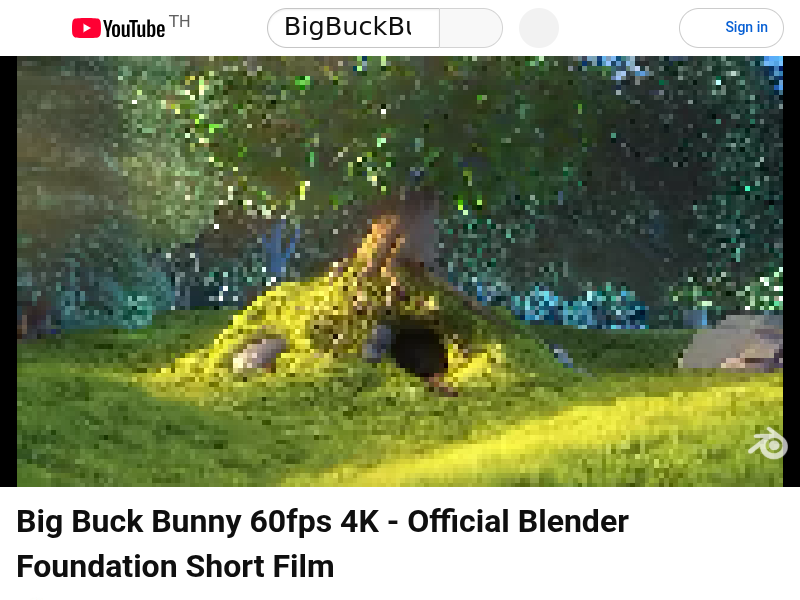 YouTube TH
BigBuckBu
Sign in
Big Buck Bunny 60fps 4K - Official Blender
Foundation Short Film